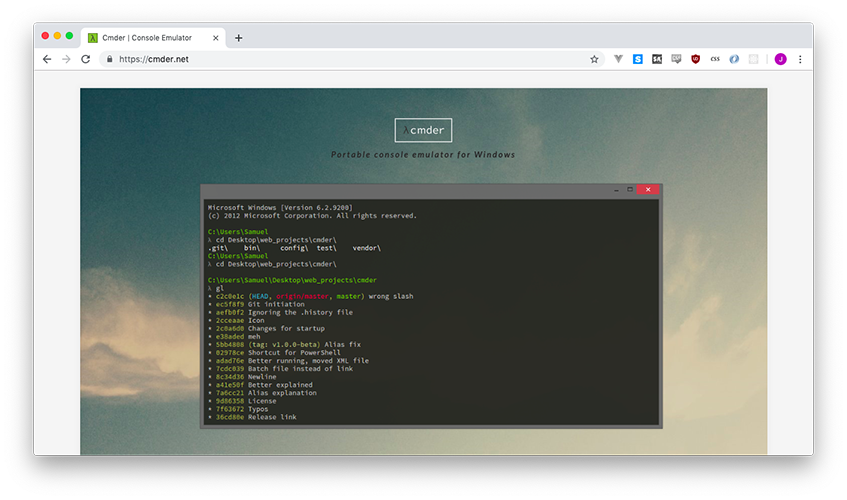 Cmder | Console Emulator
https://cmder.net
CSS
J
λ cmder
Portable console emulator for Windows
Microsoft Windows [Version 6.2.9200]
(c) 2012 Microsoft Corporation. All rights reserved.
C:\Users\Samuel
λ cd Desktop\web_projects\cmder\
.git\ bin\ config\ test\ vendor\
C:\Users\Samuel
λ cd Desktop\web_projects\cmder\
C:\Users\Samuel\Desktop\web_projects\cmder
λ gl
* c2c8e1c (HEAD, origin/master, master) wrong slash
* ec5f8f9 Git initiation
* aefb0f2 Ignoring the .history file
* 2cceaae Icon
* 2c0a6d0 Changes for startup
* e38aded meh
* 5bb4808 (tag: v1.0.0-beta) Alias fix
* 02978ce Shortcut for PowerShell
* adad76e Better running, moved XML file
* 7cdc039 Batch file instead of link
* 8c34d36 Newline
* a41e50f Better explained
* 7a6cc21 Alias explanation
* 9d86358 License
* 7f63672 Typos
* 36cd80e Release link